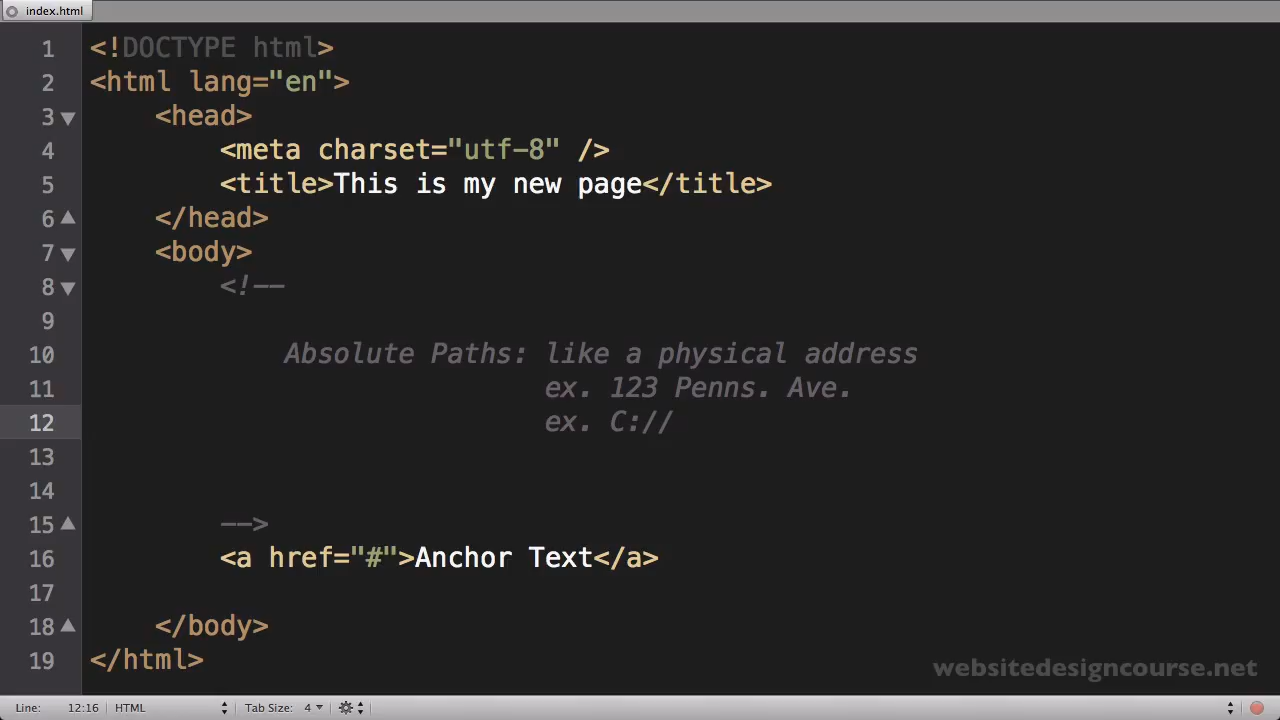 index.html
1 <!DOCTYPE html>
2 <html lang="en">
3 <head>
4 <meta charset="utf-8" />
5 <title>This is my new page</title>
6 </head>
7 <body>
8 <!--
9
10 Absolute Paths: like a physical address
11 ex. 123 Penns. Ave.
12 ex. C://
13
14
15 -->
16 <a href="#">Anchor Text</a>
17
18 </body>
19 </html>
websitedesigncourse.net
Line: 12:16 HTML Tab Size: 4